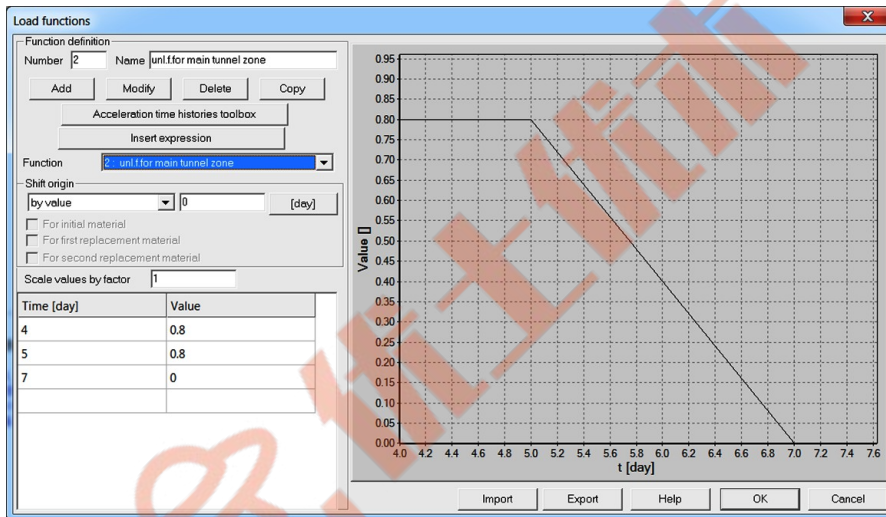 Load functions
Function definition
Number 2 Name unl.f.for main tunnel zone
Add Modify Delete Copy
Acceleration time histories toolbox
Insert expression
Function 2 : unl.f.for main tunnel zone
Shift origin
by value 0 [day]
For initial material
For first replacement material
For second replacement material
Scale values by factor 1
Time [day] Value
4 0.8
5 0.8
7 0
Value []
0.95
0.90
0.85
0.80
0.75
0.70
0.65
0.60
0.55
0.50
0.45
0.40
0.35
0.30
0.25
0.20
0.15
0.10
0.05
0.00
4.0 4.2 4.4 4.6 4.8 5.0 5.2 5.4 5.6 5.8 6.0 6.2 6.4 6.6 6.8 7.0 7.2 7.4 7.6
t [day]
Import Export Help OK Cancel